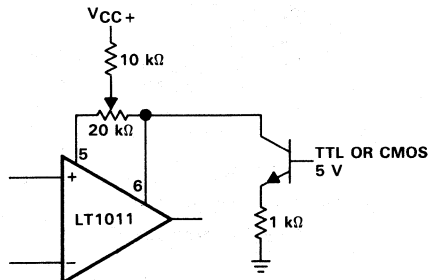 VCC+
10 kΩ
20 kΩ
5
6
+
LT1011
−
TTL OR CMOS
5 V
1 kΩ